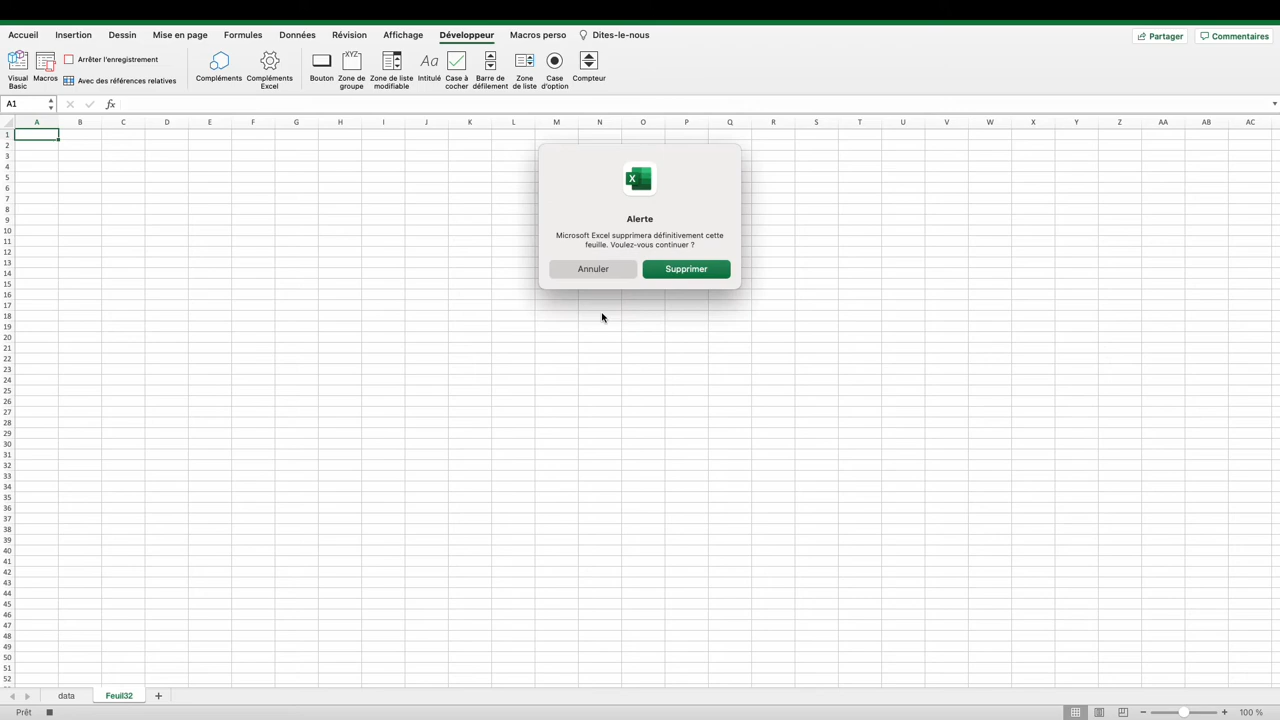 Accueil Insertion Dessin Mise en page Formules Données Révision Affichage Développeur Macros perso Dites-le-nous Partager Commentaires
Visual Basic
Macros
Arrêter l'enregistrement
Avec des références relatives
Compléments
Compléments Excel
Bouton
XYZ
Zone de groupe
Zone de liste modifiable
Aa
Intitulé
Case à cocher
Barre de défilement
Zone de liste
Case d'option
Compteur
A1 fx
A B C D E F G H I J K L M N O P Q R S T U V W X Y Z AA AB AC
1
2
3
4
5
6
7
8
9
10
11
12
13
14
15
16
17
18
19
20
21
22
23
24
25
26
27
28
29
30
31
32
33
34
35
36
37
38
39
40
41
42
43
44
45
46
47
48
49
50
51
52
X
Alerte
Microsoft Excel supprimera définitivement cette
feuille. Voulez-vous continuer ?
Annuler Supprimer
data Feuil32
Prêt 100 %